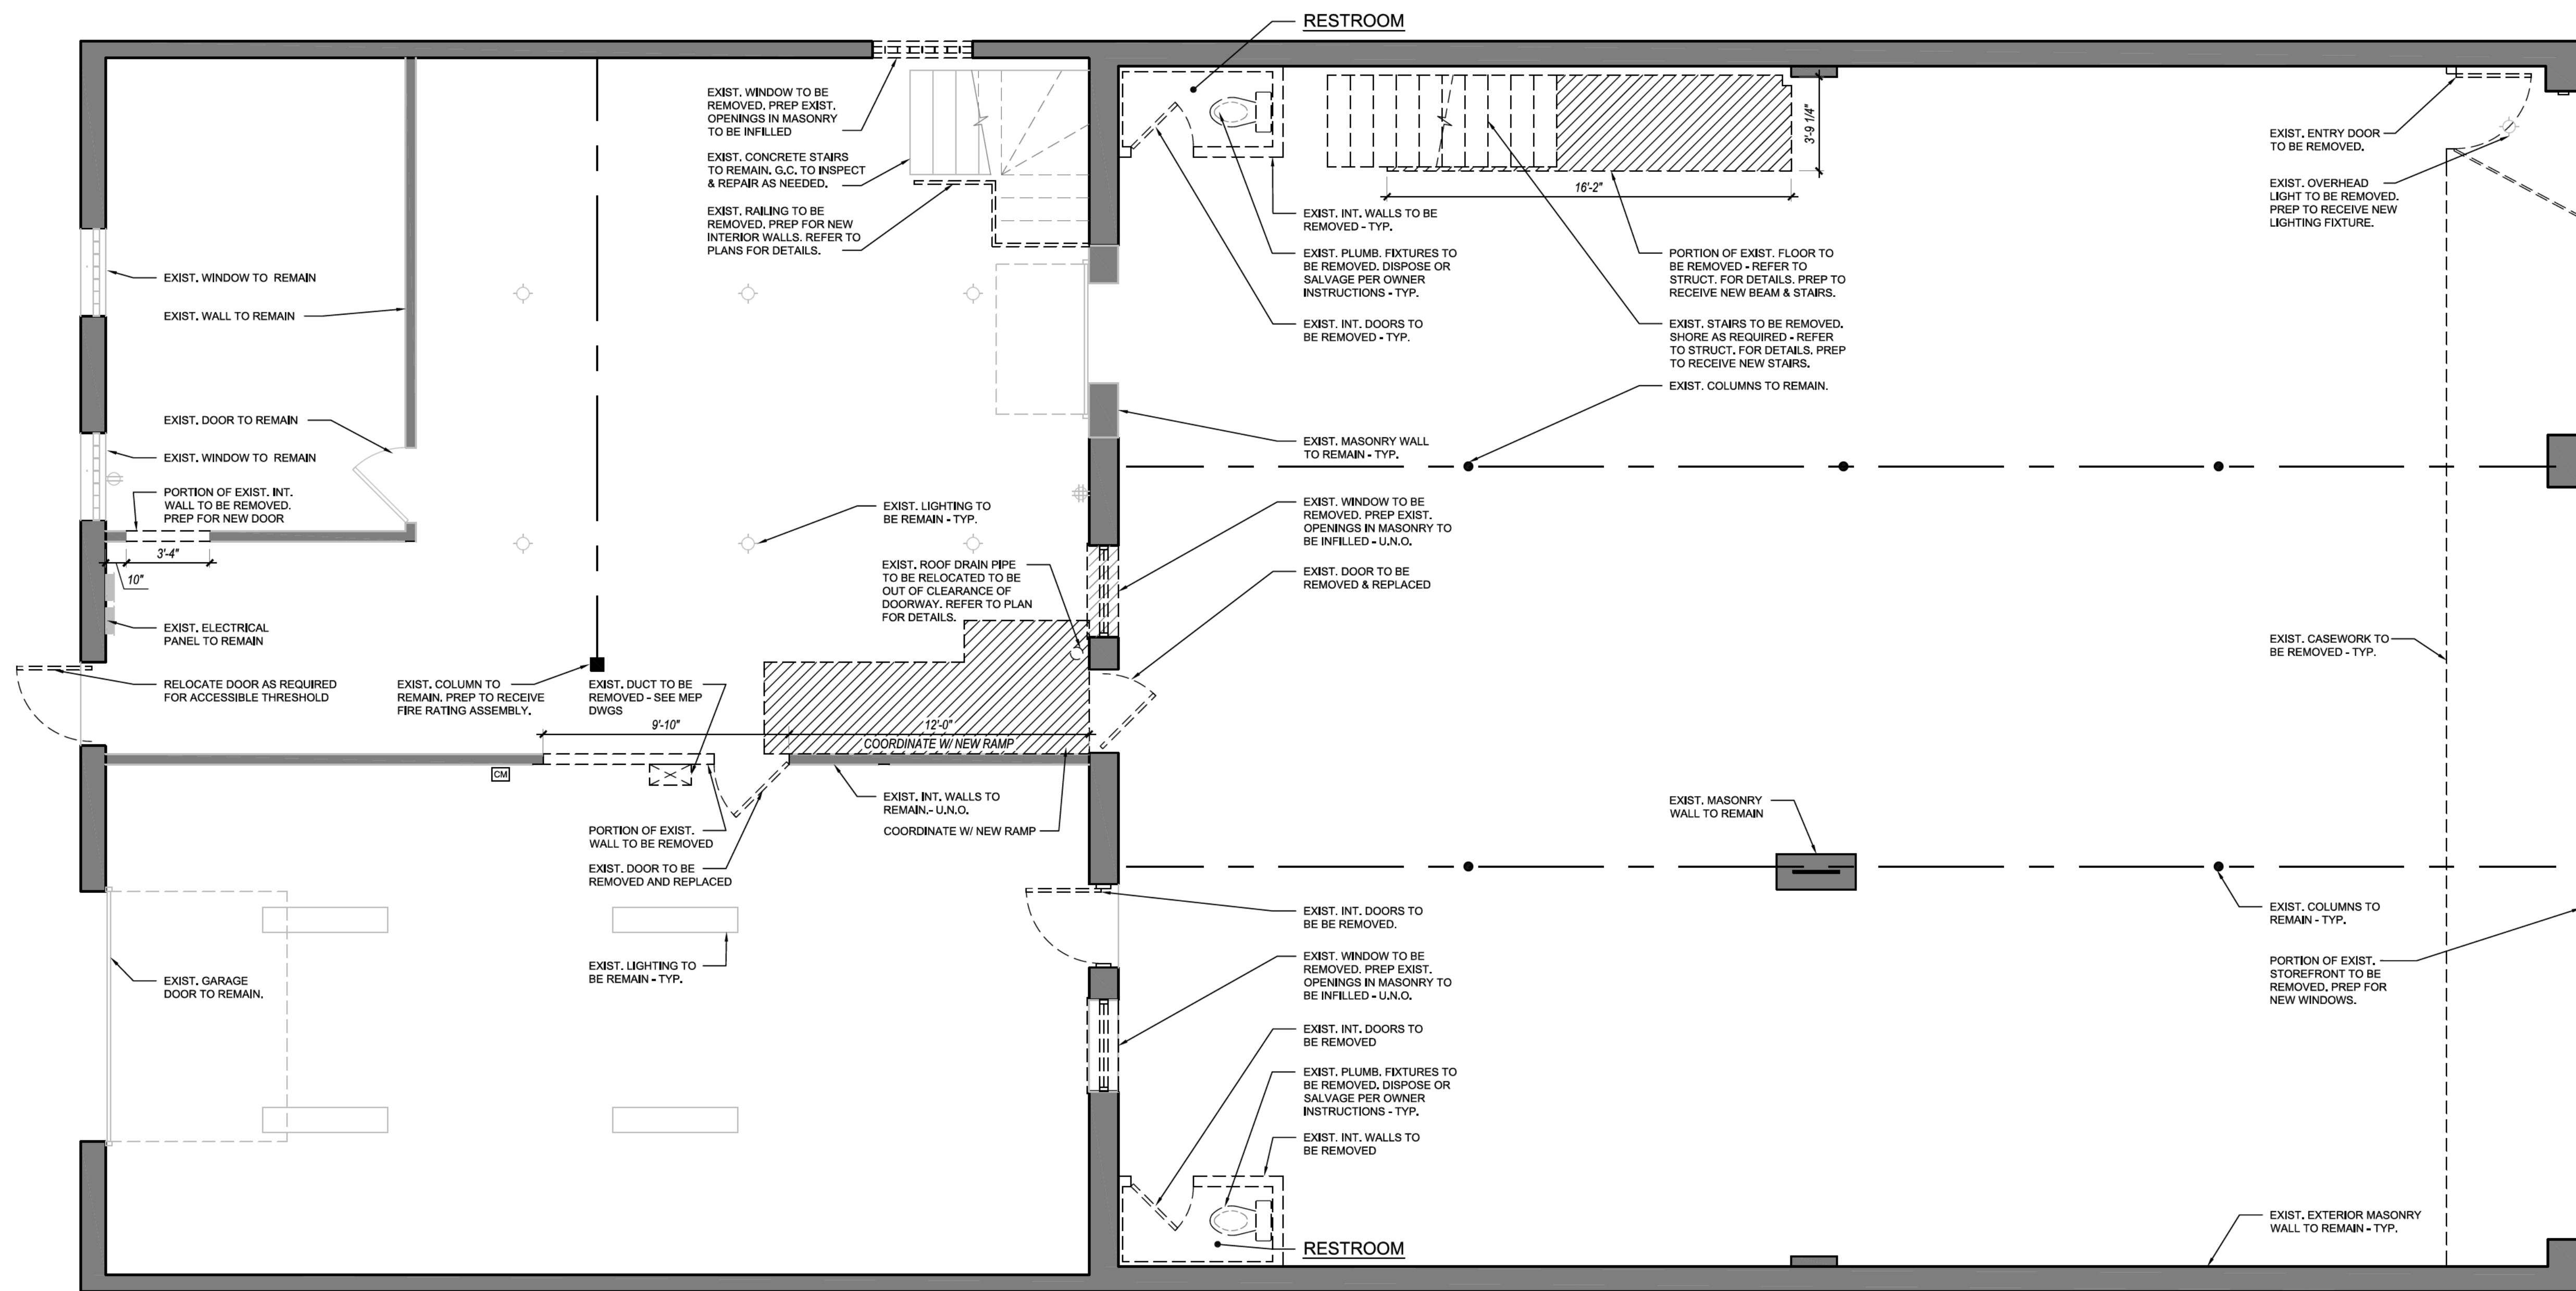 RESTROOM
EXIST. WINDOW TO BE
REMOVED. PREP EXIST.
OPENINGS IN MASONRY
TO BE INFILLED
EXIST. CONCRETE STAIRS
TO REMAIN. G.C. TO INSPECT
& REPAIR AS NEEDED.
EXIST. RAILING TO BE
REMOVED. PREP FOR NEW
INTERIOR WALLS. REFER TO
PLANS FOR DETAILS.
EXIST. WINDOW TO REMAIN
EXIST. WALL TO REMAIN
EXIST. DOOR TO REMAIN
EXIST. WINDOW TO REMAIN
PORTION OF EXIST. INT.
WALL TO BE REMOVED.
PREP FOR NEW DOOR
3'-4"
10"
EXIST. ELECTRICAL
PANEL TO REMAIN
RELOCATE DOOR AS REQUIRED
FOR ACCESSIBLE THRESHOLD
EXIST. COLUMN TO
REMAIN. PREP TO RECEIVE
FIRE RATING ASSEMBLY.
EXIST. DUCT TO BE
REMOVED - SEE MEP
DWGS
EXIST. LIGHTING TO
BE REMAIN - TYP.
EXIST. ROOF DRAIN PIPE
TO BE RELOCATED TO BE
OUT OF CLEARANCE OF
DOORWAY. REFER TO PLAN
FOR DETAILS.
9'-10"
12'-0"
COORDINATE W/ NEW RAMP
CM
EXIST. INT. WALLS TO
REMAIN.- U.N.O.
COORDINATE W/ NEW RAMP
PORTION OF EXIST.
WALL TO BE REMOVED
EXIST. DOOR TO BE
REMOVED AND REPLACED
EXIST. LIGHTING TO
BE REMAIN - TYP.
EXIST. GARAGE
DOOR TO REMAIN.
EXIST. INT. WALLS TO BE
REMOVED - TYP.
EXIST. PLUMB. FIXTURES TO
BE REMOVED. DISPOSE OR
SALVAGE PER OWNER
INSTRUCTIONS - TYP.
EXIST. INT. DOORS TO
BE REMOVED - TYP.
3'-9 1/4"
16'-2"
PORTION OF EXIST. FLOOR TO
BE REMOVED - REFER TO
STRUCT. FOR DETAILS. PREP TO
RECEIVE NEW BEAM & STAIRS.
EXIST. STAIRS TO BE REMOVED.
SHORE AS REQUIRED - REFER
TO STRUCT. FOR DETAILS. PREP
TO RECEIVE NEW STAIRS.
EXIST. COLUMNS TO REMAIN.
EXIST. MASONRY WALL
TO REMAIN - TYP.
EXIST. WINDOW TO BE
REMOVED. PREP EXIST.
OPENINGS IN MASONRY TO
BE INFILLED - U.N.O.
EXIST. DOOR TO BE
REMOVED & REPLACED
EXIST. MASONRY
WALL TO REMAIN
EXIST. INT. DOORS TO
BE BE REMOVED.
EXIST. WINDOW TO BE
REMOVED. PREP EXIST.
OPENINGS IN MASONRY TO
BE INFILLED - U.N.O.
EXIST. INT. DOORS TO
BE REMOVED
EXIST. PLUMB. FIXTURES TO
BE REMOVED. DISPOSE OR
SALVAGE PER OWNER
INSTRUCTIONS - TYP.
EXIST. INT. WALLS TO
BE REMOVED
RESTROOM
EXIST. ENTRY DOOR
TO BE REMOVED.
EXIST. OVERHEAD
LIGHT TO BE REMOVED.
PREP TO RECEIVE NEW
LIGHTING FIXTURE.
EXIST. CASEWORK TO
BE REMOVED - TYP.
EXIST. COLUMNS TO
REMAIN - TYP.
PORTION OF EXIST.
STOREFRONT TO BE
REMOVED. PREP FOR
NEW WINDOWS.
EXIST. EXTERIOR MASONRY
WALL TO REMAIN - TYP.